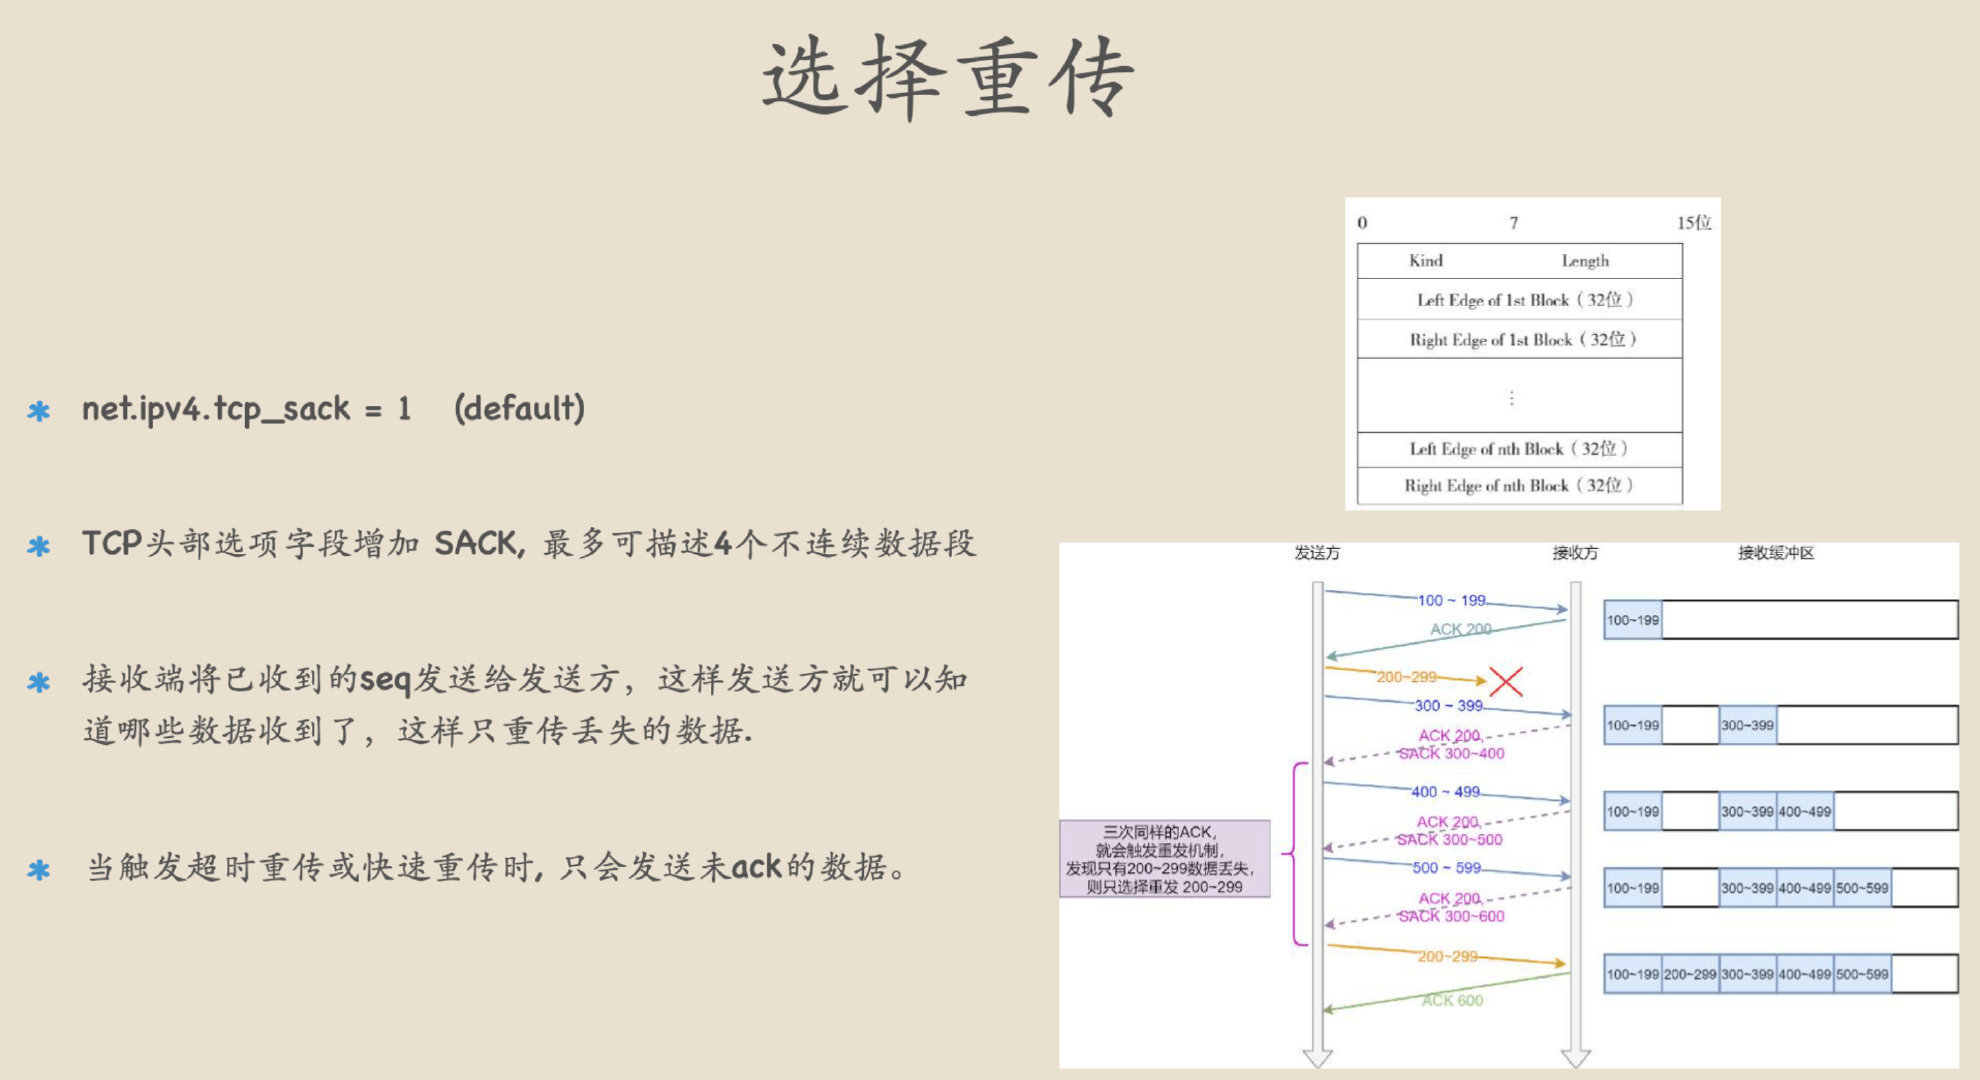 选择重传
net.ipv4.tcp_sack = 1 (default)
TCP头部选项字段增加 SACK, 最多可描述4个不连续数据段
接收端将已收到的seq发送给发送方，这样发送方就可以知
道哪些数据收到了，这样只重传丢失的数据.
当触发超时重传或快速重传时, 只会发送未ack的数据。
0 7 15位
Kind Length
Left Edge of 1st Block（32位）
Right Edge of 1st Block（32位）
⋮
Left Edge of nth Block（32位）
Right Edge of nth Block（32位）
发送方 接收方 接收缓冲区
100 ~ 199
100~199
ACK 200
200~299
300 ~ 399
100~199 300~399
ACK 200,
SACK 300~400
400 ~ 499
100~199 300~399 400~499
ACK 200,
SACK 300~500
三次同样的ACK，
就会触发重发机制，
发现只有200~299数据丢失，
则只选择重发 200~299
500 ~ 599
100~199 300~399 400~499 500~599
ACK 200,
SACK 300~600
200~299
100~199 200~299 300~399 400~499 500~599
ACK 600